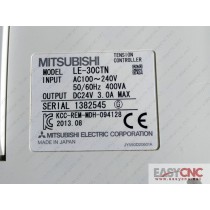 MITSUBISHI
TENSION
CONTROLLER
MODEL LE-30CTN
INPUT AC100~240V
50/60Hz 400VA
OUTPUT DC24V 3.0A MAX
SERIAL 1382545 G
KCC-REM-MDH-094128
2013.08
MITSUBISHI ELECTRIC CORPORATION
MADE IN JAPAN
EASYCNC